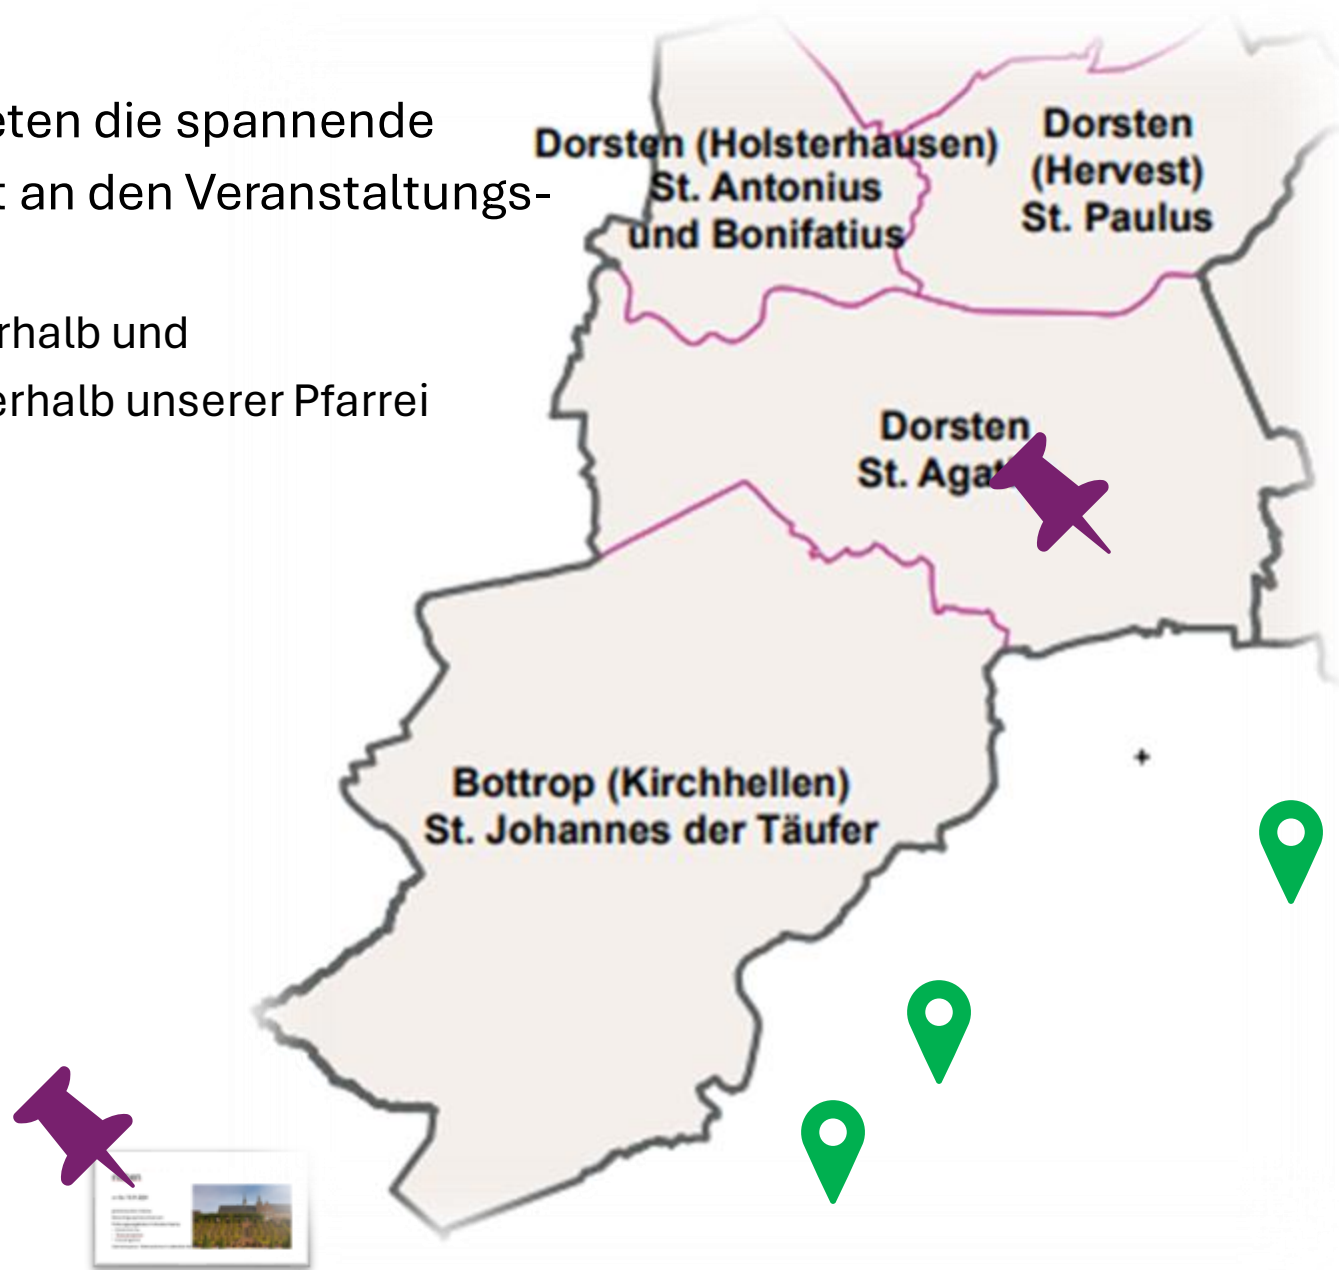 eten die spannende
t an den Veranstaltungs-
rhalb und
erhalb unserer Pfarrei
Dorsten (Holsterhausen)
St. Antonius
und Bonifatius
Dorsten
(Hervest)
St. Paulus
Dorsten
St. Agat
Bottrop (Kirchhellen)
St. Johannes der Täufer